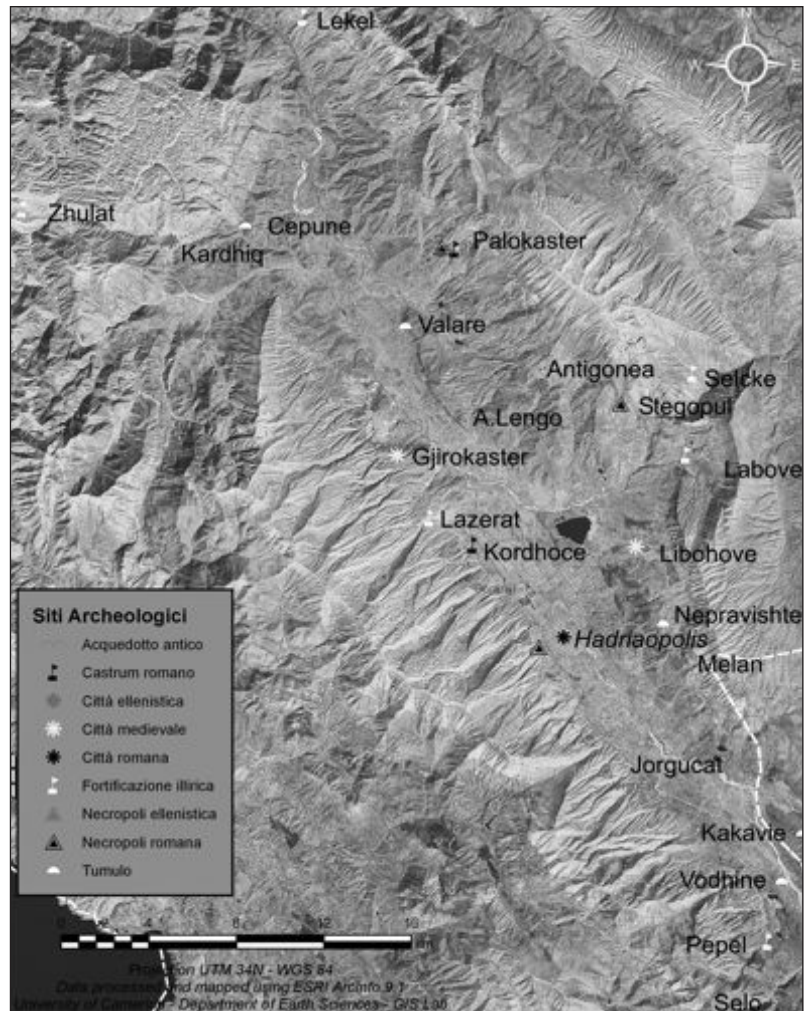 Lekel
W
E
Zhulat
Cepune
Kardhiq
Palokaster
Valare
Antigonea
Selcke
Stegopul
A.Lengo
Gjirokaster
Labove
Lazerat
Kordhoce
Libohove
Nepravishte
Hadriaopolis
Melan
Siti Archeologici
Acquedotto antico
Castrum romano
Città ellenistica
Città medievale
Città romana
Fortificazione illirica
Necropoli ellenistica
Necropoli romana
Tumulo
Jorgucat
Kakavie
Vodhine
Pepel
Selo
0 2 4 8 12 16
Projection UTM 34N - WGS 84
Data processed and mapped using ESRI ArcInfo 9.1
University of Camerino - Department of Earth Sciences - GIS Lab